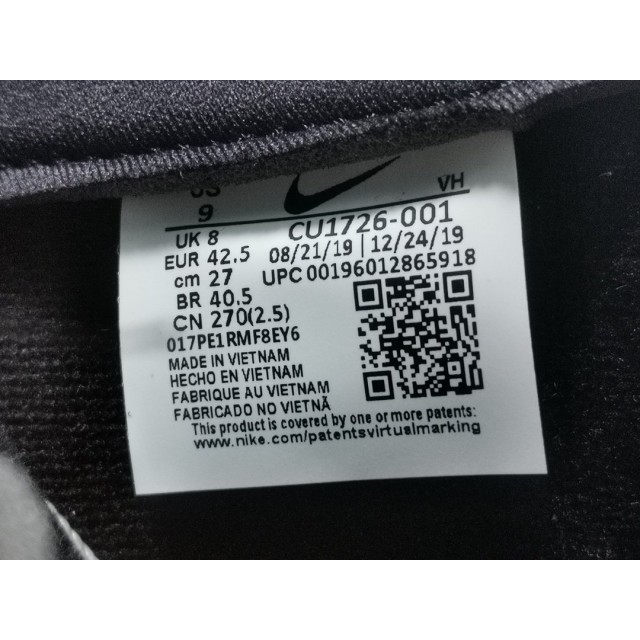 US
9
VH
UK 8
CU1726-001
EUR 42.5
08/21/19 | 12/24/19
cm 27
UPC 00196012865918
BR 40.5
CN 270(2.5)
017PE1RMF8EY6
MADE IN VIETNAM
HECHO EN VIETNAM
FABRIQUE AU VIETNAM
FABRICADO NO VIETNÃ
This product is covered by one or more patents:
www.nike.com/patentsvirtualmarking